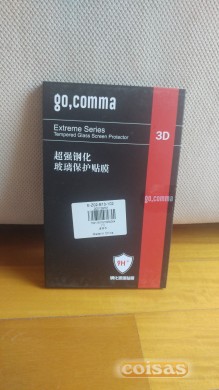 go,comma
Extreme Series
Tempered Glass Screen Protector
3D
超强钢化
玻璃保护贴膜
go,comma
9H
coisas